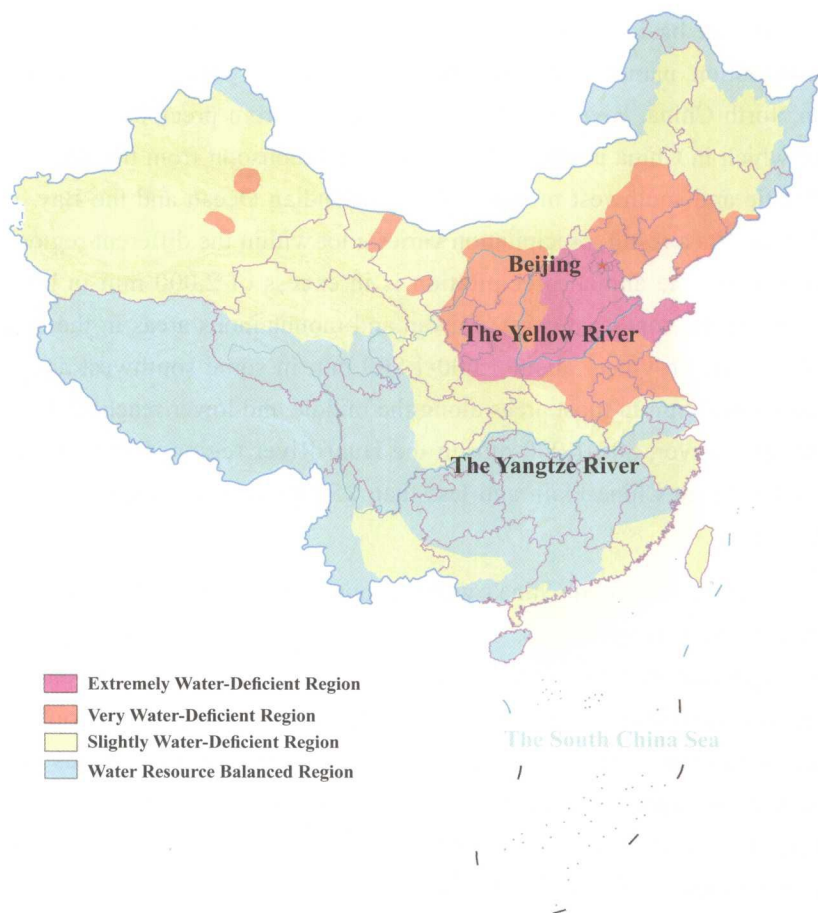 Beijing
The Yellow River
The Yangtze River
Extremely Water-Deficient Region
Very Water-Deficient Region
Slightly Water-Deficient Region
Water Resource Balanced Region
The South China Sea